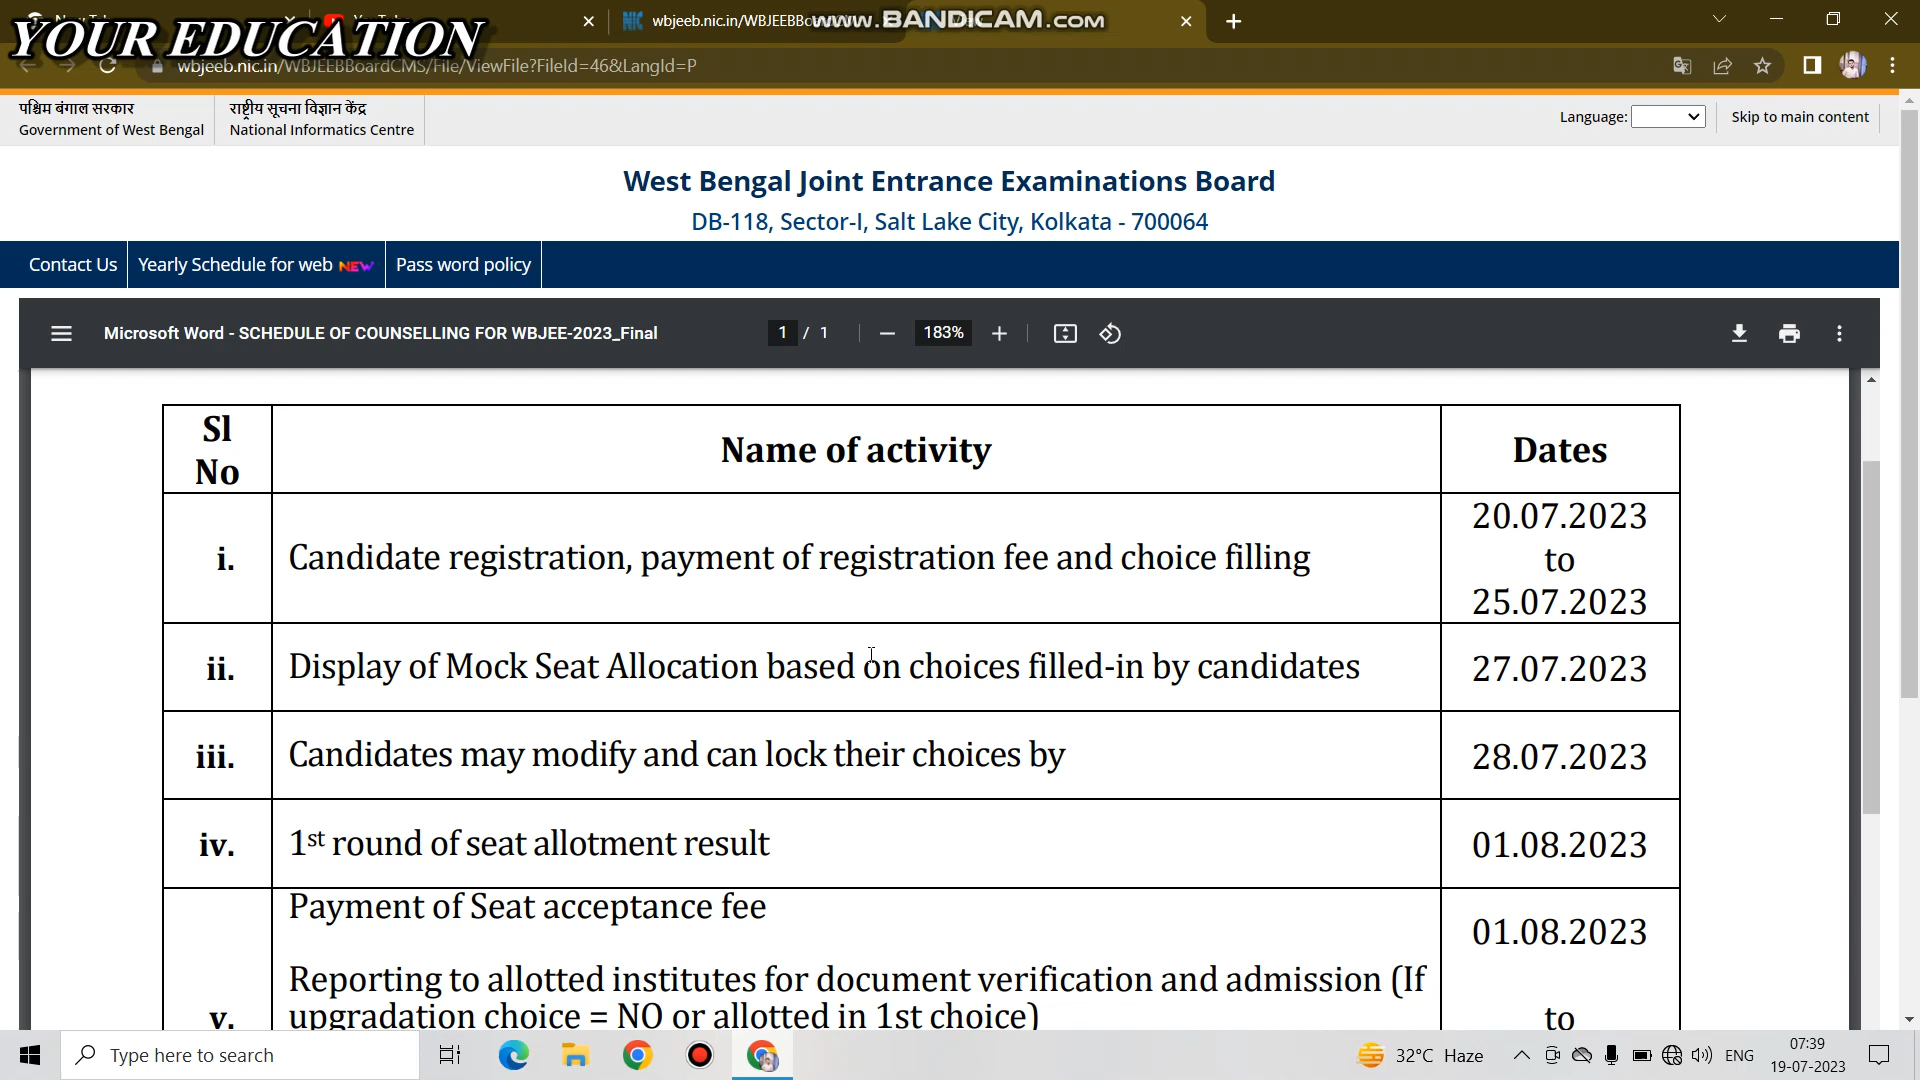 YOUR EDUCATION
wbjeeb.nic.in/WBJEEBBoard
WWW.BANDICAM.COM
wbjeeb.nic.in/WBJEEBBoardCMS/File/ViewFile?FileId=46&LangId=P
पश्चिम बंगाल सरकार
Government of West Bengal
राष्ट्रीय सूचना विज्ञान केंद्र
National Informatics Centre
Language:
Skip to main content
West Bengal Joint Entrance Examinations Board
DB-118, Sector-I, Salt Lake City, Kolkata - 700064
Contact Us
Yearly Schedule for web NEW
Pass word policy
Microsoft Word - SCHEDULE OF COUNSELLING FOR WBJEE-2023_Final
1 / 1
183%
Sl No
Name of activity
Dates
i.
Candidate registration, payment of registration fee and choice filling
20.07.2023
to
25.07.2023
ii.
Display of Mock Seat Allocation based on choices filled-in by candidates
27.07.2023
iii.
Candidates may modify and can lock their choices by
28.07.2023
iv.
1st round of seat allotment result
01.08.2023
v.
Payment of Seat acceptance fee
Reporting to allotted institutes for document verification and admission (If
upgradation choice = NO or allotted in 1st choice)
01.08.2023
to
Type here to search
32°C Haze
ENG
07:39
19-07-2023